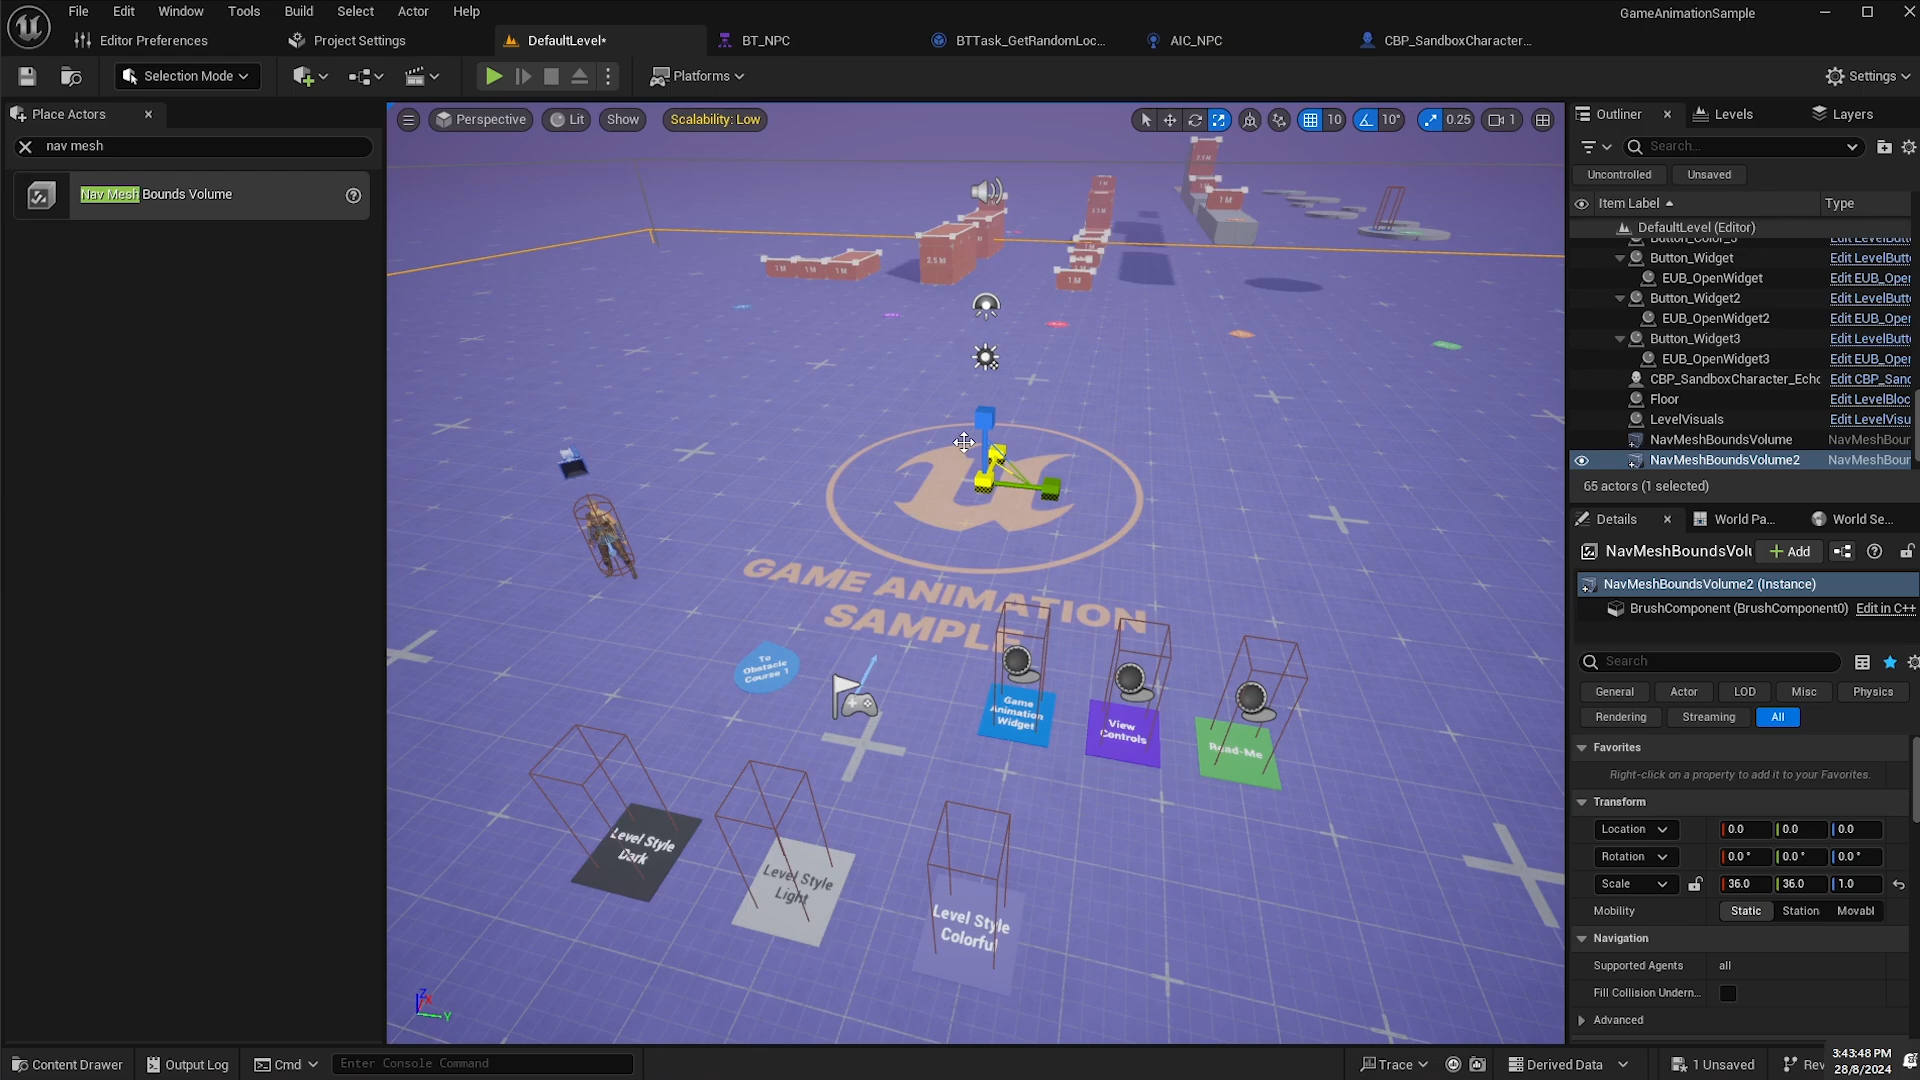 File Edit Window Tools Build Select Actor Help
GameAnimationSample
Editor Preferences
Project Settings
DefaultLevel*
BT_NPC
BTTask_GetRandomLoc...
AIC_NPC
CBP_SandboxCharacter...
Selection Mode
Platforms
Settings
Place Actors
nav mesh
Nav Mesh Bounds Volume
Perspective
Lit
Show
Scalability: Low
10
10°
0.25
1
2.5 M
1 M
1 M
1 M
1 M
2.5 M
1 M
GAME ANIMATION
SAMPLE
To
Obstacle
Course 1
Game
Animation
Widget
View
Controls
Read-Me
Level Style
Dark
Level Style
Light
Level Style
Colorful
Z
X
Y
Outliner
Levels
Layers
Search...
Uncontrolled
Unsaved
Item Label
Type
DefaultLevel (Editor)
Button_Color_3 Edit LevelButt
Button_Widget Edit LevelButt
EUB_OpenWidget Edit EUB_Oper
Button_Widget2 Edit LevelButt
EUB_OpenWidget2 Edit EUB_Oper
Button_Widget3 Edit LevelButt
EUB_OpenWidget3 Edit EUB_Oper
CBP_SandboxCharacter_Echo Edit CBP_Sand
Floor Edit LevelBloc
LevelVisuals Edit LevelVisu
NavMeshBoundsVolume NavMeshBour
NavMeshBoundsVolume2 NavMeshBour
65 actors (1 selected)
Details
World Pa...
World Se...
NavMeshBoundsVolu
Add
NavMeshBoundsVolume2 (Instance)
BrushComponent (BrushComponent0) Edit in C++
Search
General Actor LOD Misc Physics
Rendering Streaming All
Favorites
Right-click on a property to add it to your Favorites.
Transform
Location 0.0 0.0 0.0
Rotation 0.0° 0.0° 0.0°
Scale 36.0 36.0 1.0
Mobility Static Station Movabl
Navigation
Supported Agents all
Fill Collision Undern...
Advanced
Content Drawer
Output Log
Cmd
Enter Console Command
Trace
Derived Data
1 Unsaved
Rev
3:43:48 PM
28/8/2024